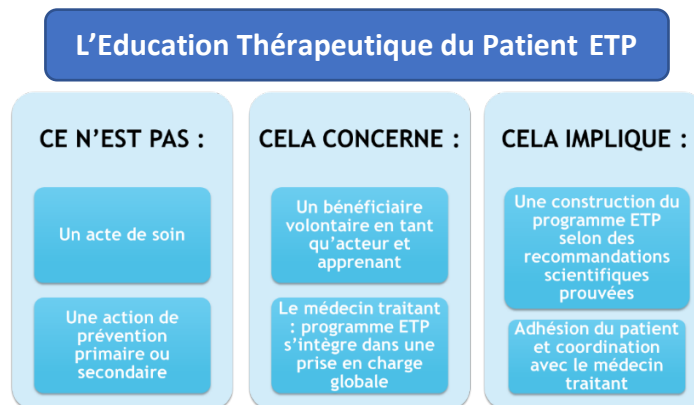 L’Education Thérapeutique du Patient ETP
CE N’EST PAS :
Un acte de soin
Une action de
prévention
primaire ou
secondaire
CELA CONCERNE :
Un bénéficiaire
volontaire en tant
qu’acteur et
apprenant
Le médecin traitant
: programme ETP
s’intègre dans une
prise en charge
globale
CELA IMPLIQUE :
Une construction du
programme ETP
selon des
recommandations
scientifiques
prouvées
Adhésion du patient
et coordination
avec le médecin
traitant